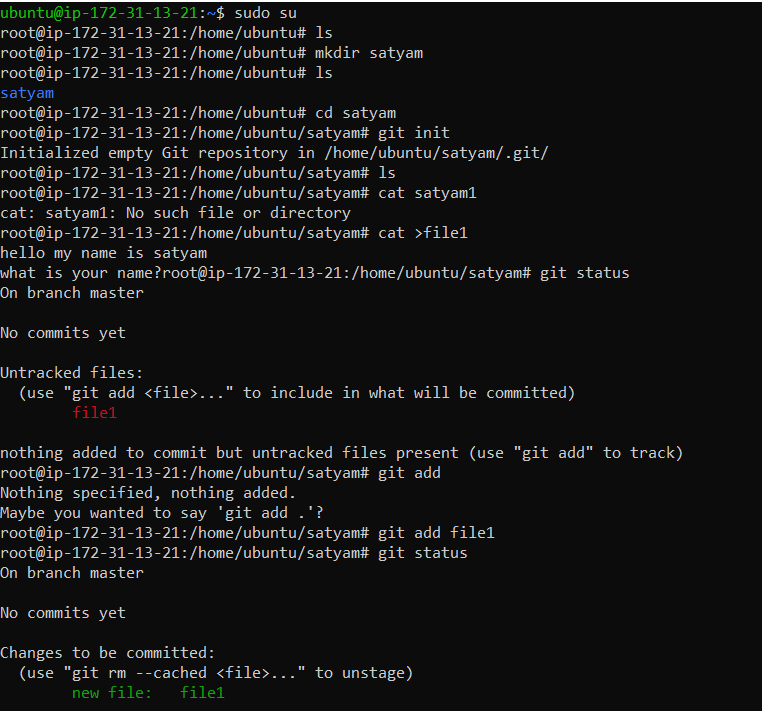 ubuntu@ip-172-31-13-21:~$ sudo su
root@ip-172-31-13-21:/home/ubuntu# ls
root@ip-172-31-13-21:/home/ubuntu# mkdir satyam
root@ip-172-31-13-21:/home/ubuntu# ls
satyam
root@ip-172-31-13-21:/home/ubuntu# cd satyam
root@ip-172-31-13-21:/home/ubuntu/satyam# git init
Initialized empty Git repository in /home/ubuntu/satyam/.git/
root@ip-172-31-13-21:/home/ubuntu/satyam# ls
root@ip-172-31-13-21:/home/ubuntu/satyam# cat satyam1
cat: satyam1: No such file or directory
root@ip-172-31-13-21:/home/ubuntu/satyam# cat >file1
hello my name is satyam
what is your name?root@ip-172-31-13-21:/home/ubuntu/satyam# git status
On branch master

No commits yet

Untracked files:
  (use "git add <file>..." to include in what will be committed)
        file1

nothing added to commit but untracked files present (use "git add" to track)
root@ip-172-31-13-21:/home/ubuntu/satyam# git add
Nothing specified, nothing added.
Maybe you wanted to say 'git add .'?
root@ip-172-31-13-21:/home/ubuntu/satyam# git add file1
root@ip-172-31-13-21:/home/ubuntu/satyam# git status
On branch master

No commits yet

Changes to be committed:
  (use "git rm --cached <file>..." to unstage)
        new file:   file1